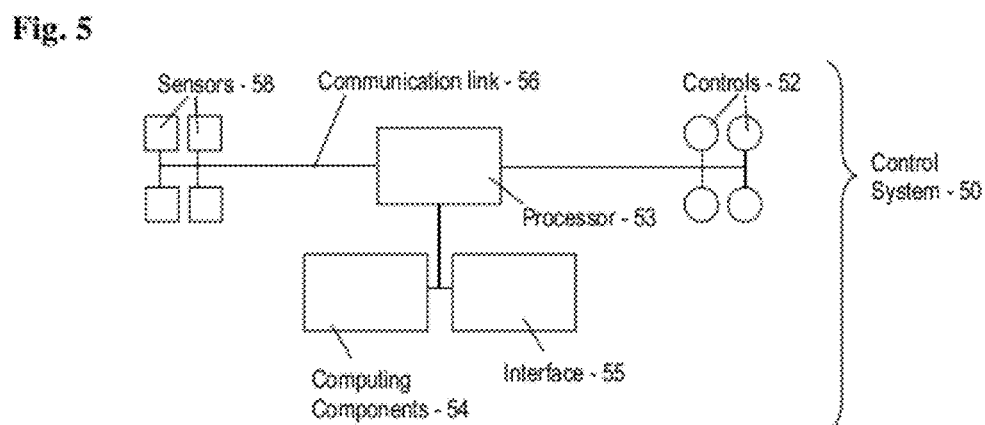 Fig. 5
Sensors - 58
Communication link - 56
Controls - 52
Control
System - 50
Processor - 53
Interface - 55
Computing
Components - 54